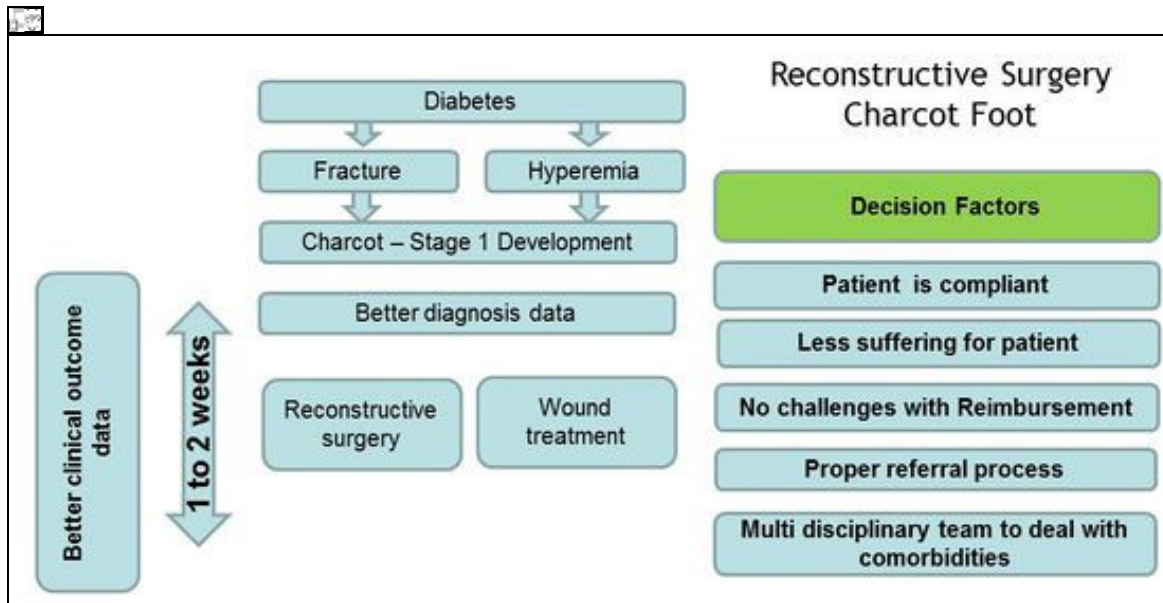 Reconstructive Surgery
Charcot Foot
Diabetes
Fracture
Hyperemia
Charcot – Stage 1 Development
Better diagnosis data
Reconstructive
surgery
Wound
treatment
Better clinical outcome
data
1 to 2 weeks
Decision Factors
Patient is compliant
Less suffering for patient
No challenges with Reimbursement
Proper referral process
Multi disciplinary team to deal with
comorbidities